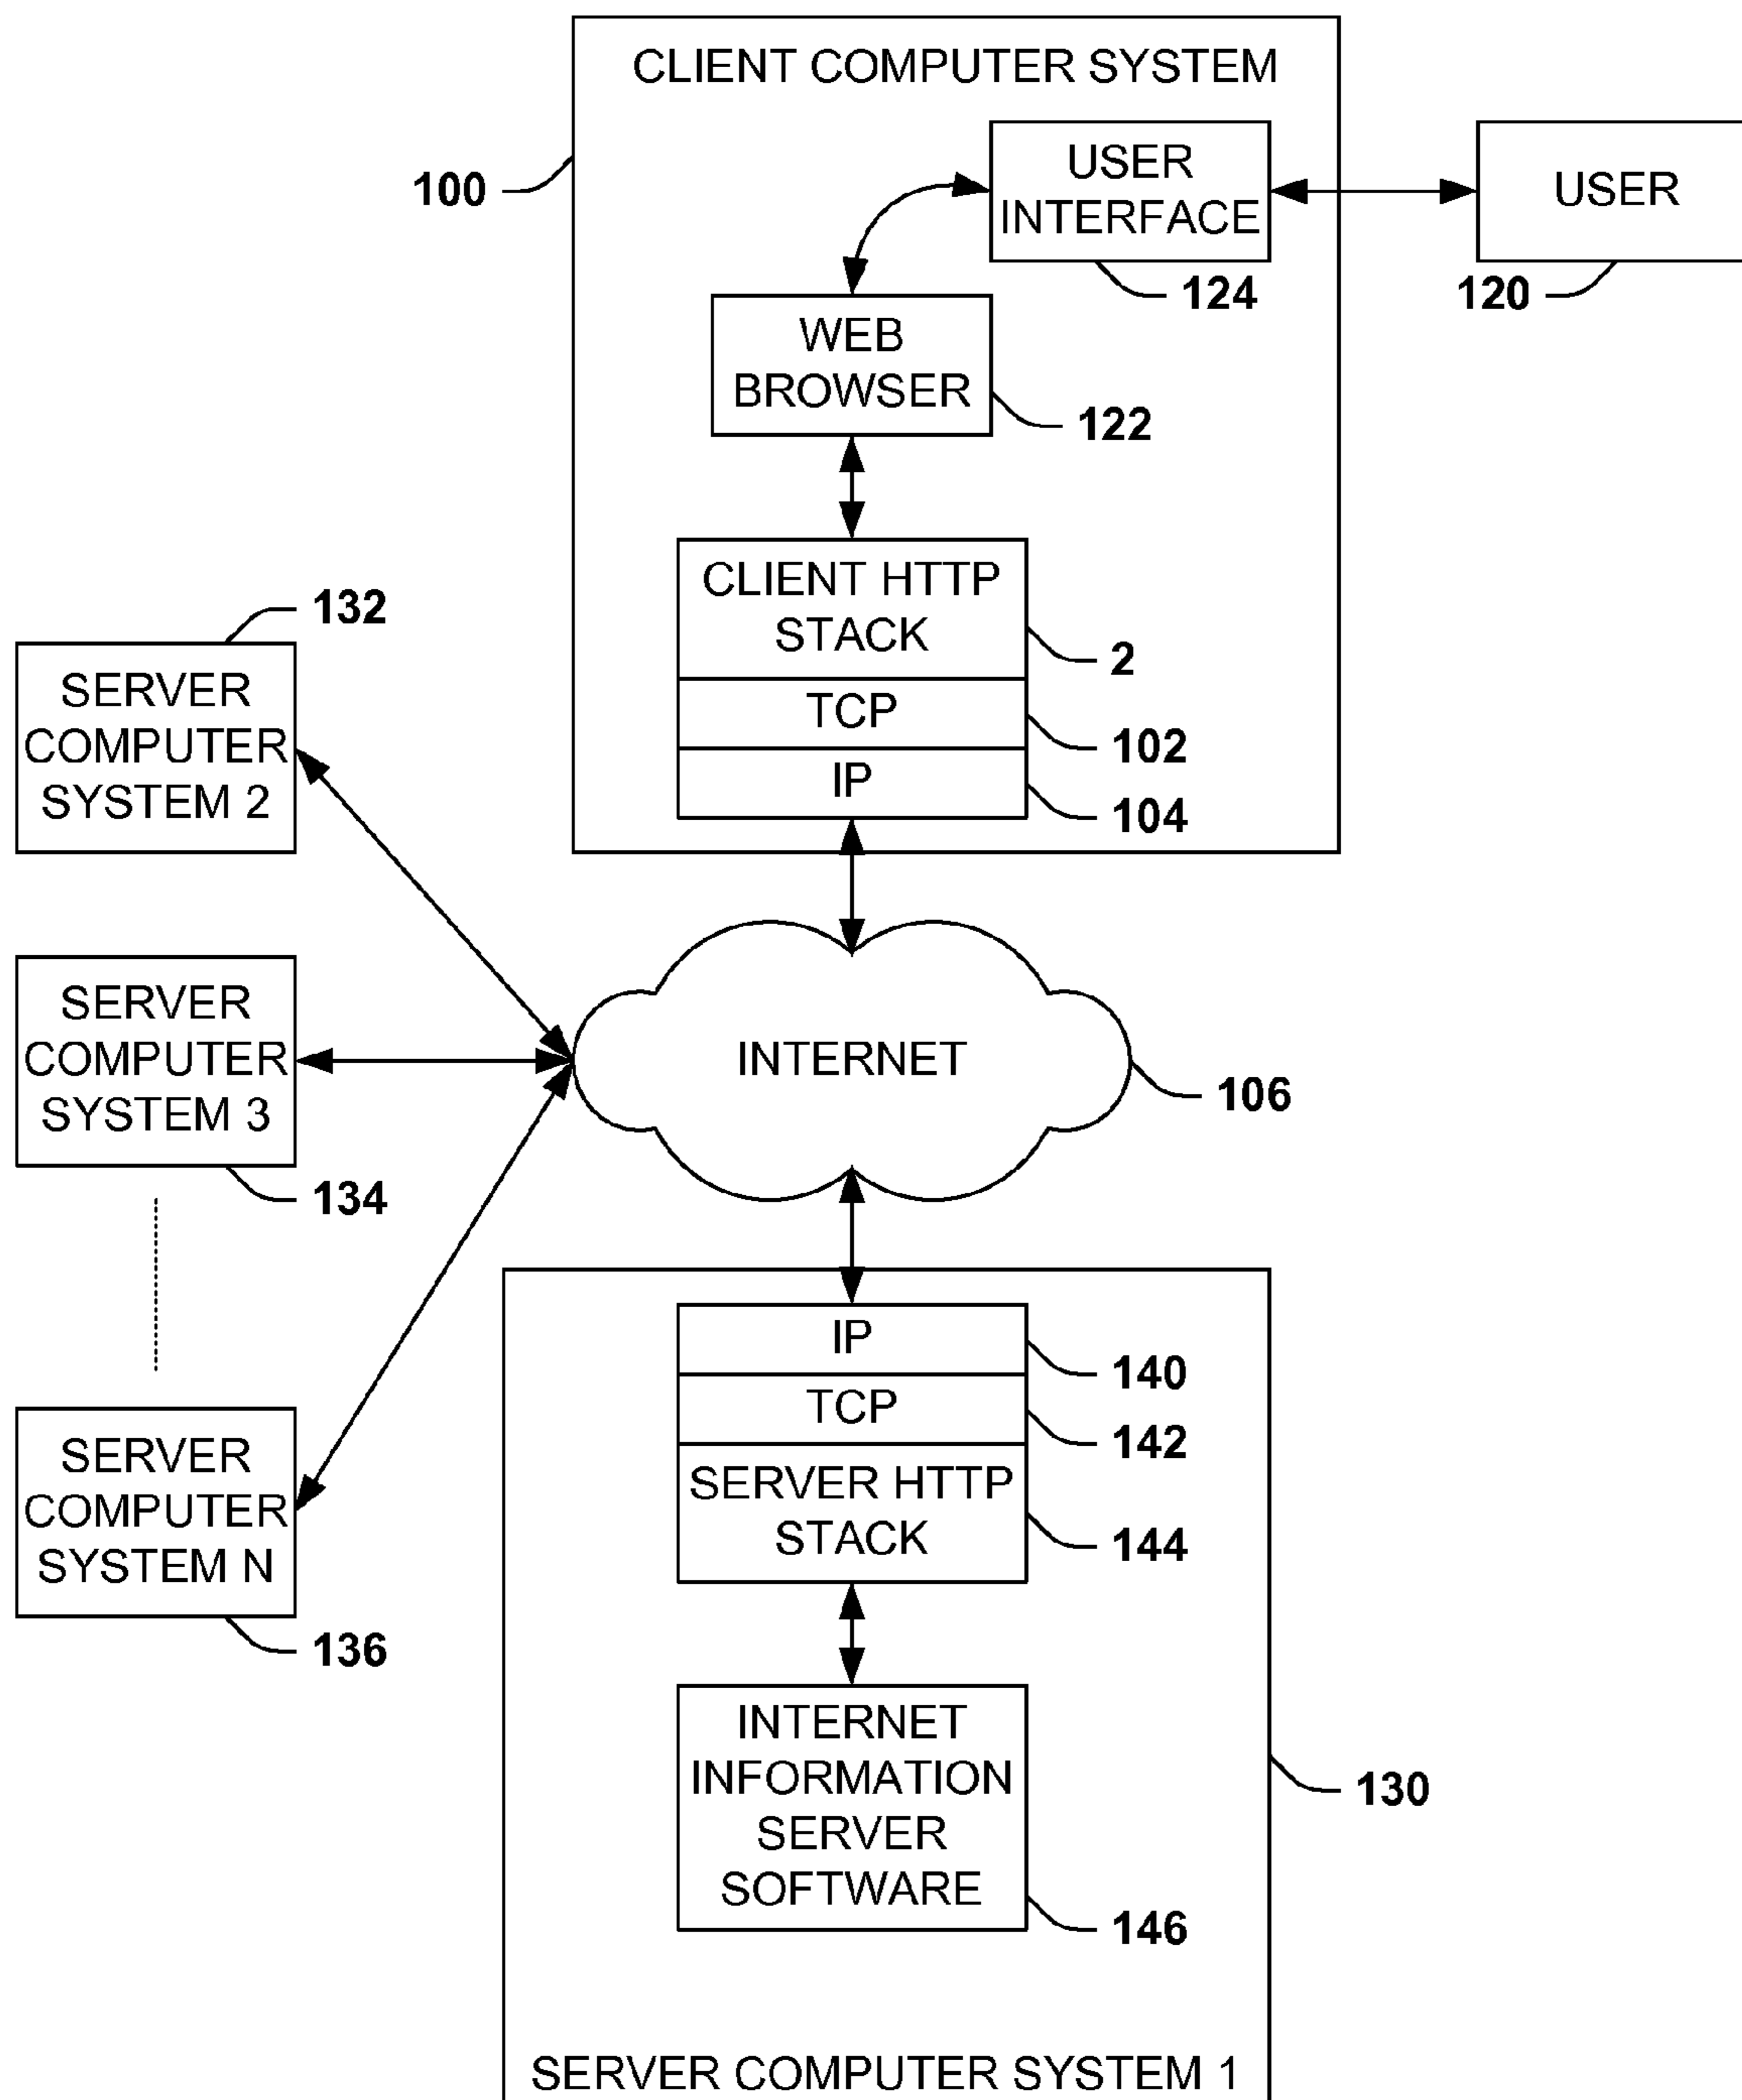 CLIENT COMPUTER SYSTEM
100
USER
INTERFACE
124
USER
120
WEB
BROWSER
122
CLIENT HTTP
STACK
2
TCP
102
IP
104
132
SERVER
COMPUTER
SYSTEM 2
SERVER
COMPUTER
SYSTEM 3
134
INTERNET
106
SERVER
COMPUTER
SYSTEM N
136
IP
140
TCP
142
SERVER HTTP
STACK
144
INTERNET
INFORMATION
SERVER
SOFTWARE
146
130
SERVER COMPUTER SYSTEM 1